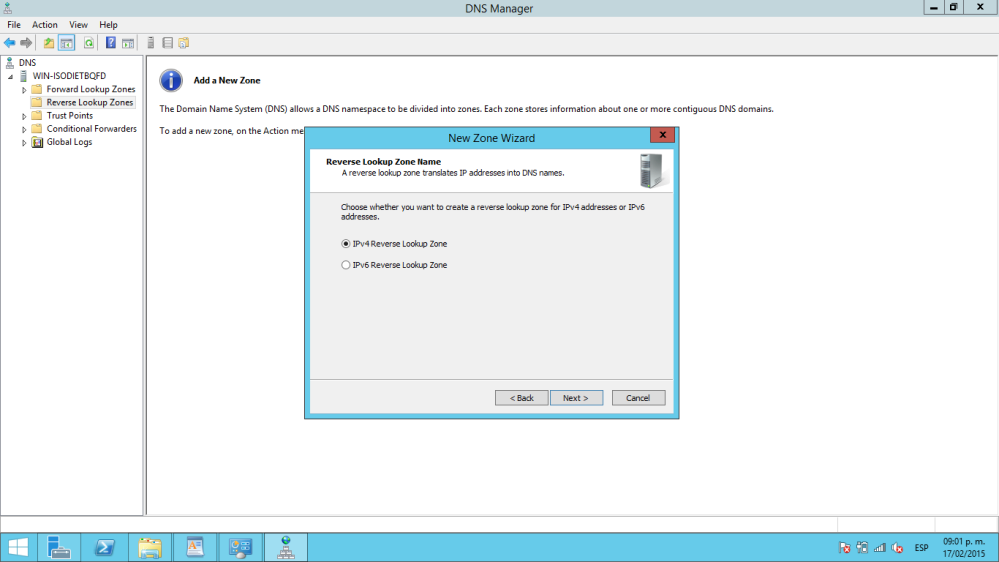 DNS Manager
File Action View Help
DNS
WIN-ISODIETBQFD
Forward Lookup Zones
Reverse Lookup Zones
Trust Points
Conditional Forwarders
Global Logs
Add a New Zone
The Domain Name System (DNS) allows a DNS namespace to be divided into zones. Each zone stores information about one or more contiguous DNS domains.
To add a new zone, on the Action me
New Zone Wizard
Reverse Lookup Zone Name
A reverse lookup zone translates IP addresses into DNS names.
Choose whether you want to create a reverse lookup zone for IPv4 addresses or IPv6
addresses.
IPv4 Reverse Lookup Zone
IPv6 Reverse Lookup Zone
< Back Next > Cancel
ESP
09:01 p. m.
17/02/2015